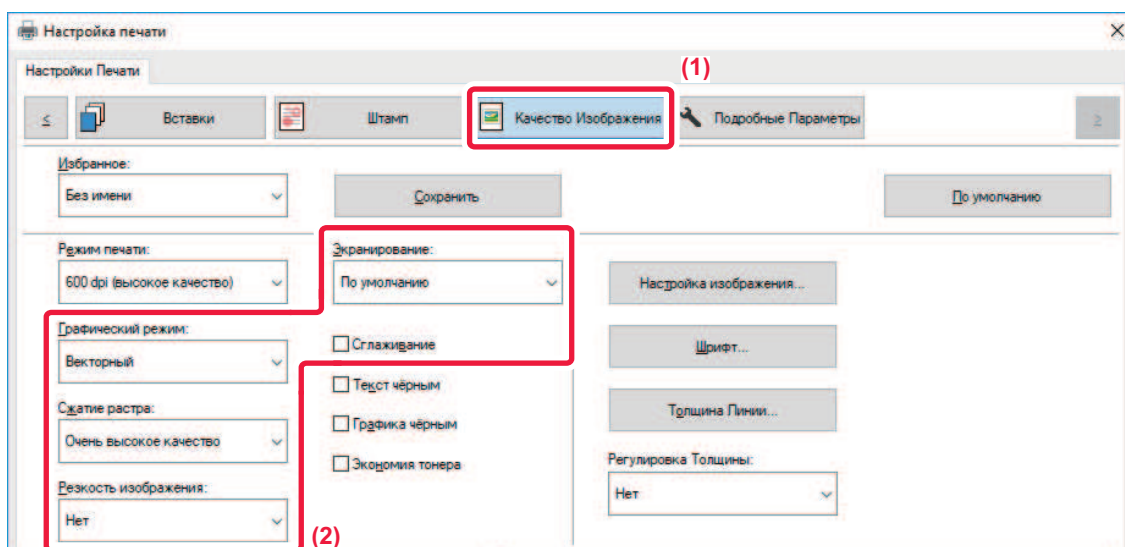 Настройка печати
Настройки Печати
(1)
<
Вставки
Штамп
Качество Изображения
Подробные Параметры
Избранное:
Без имени
Сохранить
По умолчанию
Режим печати:
600 dpi (высокое качество)
Экранирование:
По умолчанию
Настройка изображения...
Графический режим:
Векторный
Сглаживание
Шрифт...
Текст чёрным
Сжатие растра:
Очень высокое качество
Графика чёрным
Толщина Линии...
Экономия тонера
Резкость изображения:
Нет
Регулировка Толщины:
Нет
(2)